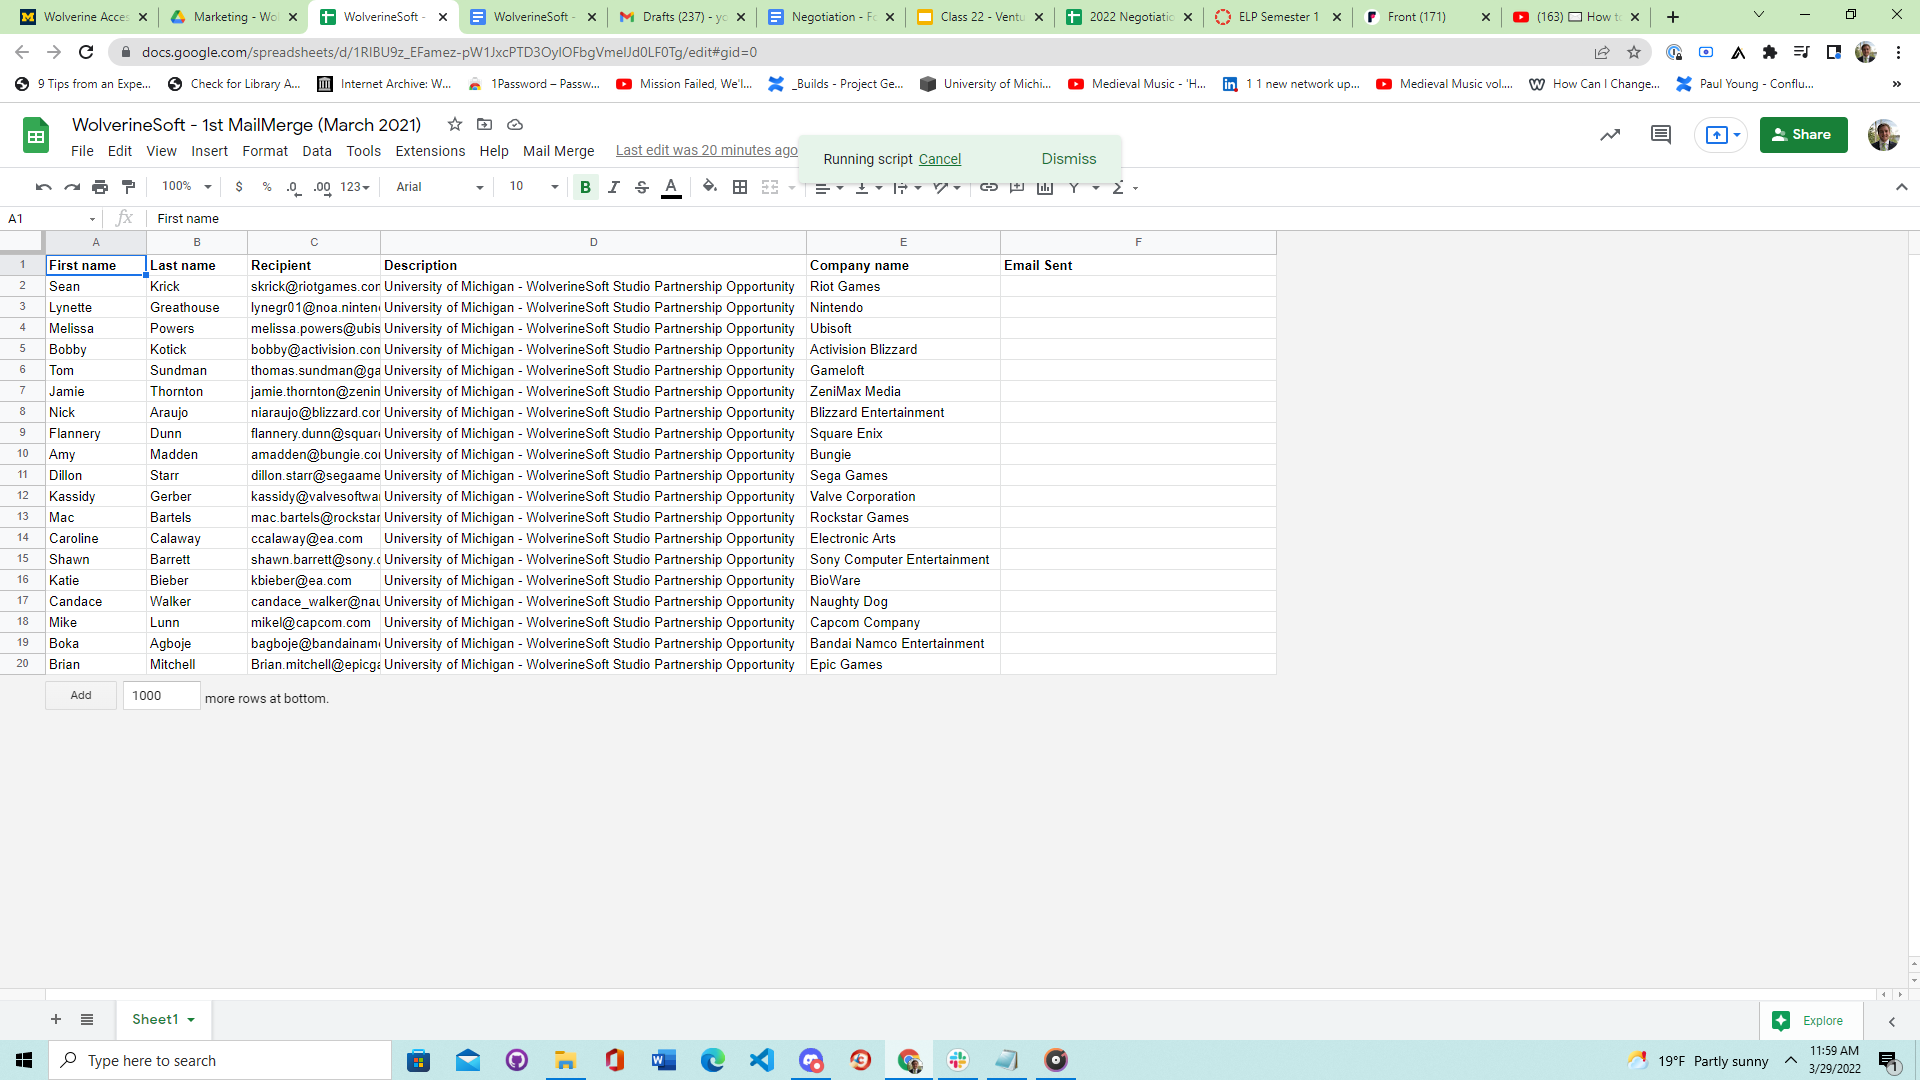 Wolverine Acces
Marketing - Wol
WolverineSoft -
WolverineSoft -
Drafts (237) - yo
Negotiation - Fo
Class 22 - Ventu
2022 Negotiatio
ELP Semester 1
Front (171)
(163) How to
docs.google.com/spreadsheets/d/1RIBU9z_EFamez-pW1JxcPTD3OyIOFbgVmeIJd0LF0Tg/edit#gid=0
9 Tips from an Expe...
Check for Library A...
Internet Archive: W...
1Password – Passw...
Mission Failed, We'l...
_Builds - Project Ge...
University of Michi...
Medieval Music - 'H...
1 1 new network up...
Medieval Music vol....
How Can I Change...
Paul Young - Conflu...
WolverineSoft - 1st MailMerge (March 2021)
File Edit View Insert Format Data Tools Extensions Help Mail Merge Last edit was 20 minutes ago
Running script Cancel Dismiss
Share
100% $ % .0 .00 123 Arial 10 B I S A
A1 fx First name
A B C D E F
1 First name Last name Recipient Description Company name Email Sent
2 Sean Krick skrick@riotgames.com University of Michigan - WolverineSoft Studio Partnership Opportunity Riot Games
3 Lynette Greathouse lynegr01@noa.ninten University of Michigan - WolverineSoft Studio Partnership Opportunity Nintendo
4 Melissa Powers melissa.powers@ubis University of Michigan - WolverineSoft Studio Partnership Opportunity Ubisoft
5 Bobby Kotick bobby@activision.com University of Michigan - WolverineSoft Studio Partnership Opportunity Activision Blizzard
6 Tom Sundman thomas.sundman@ga University of Michigan - WolverineSoft Studio Partnership Opportunity Gameloft
7 Jamie Thornton jamie.thornton@zenim University of Michigan - WolverineSoft Studio Partnership Opportunity ZeniMax Media
8 Nick Araujo niaraujo@blizzard.com University of Michigan - WolverineSoft Studio Partnership Opportunity Blizzard Entertainment
9 Flannery Dunn flannery.dunn@square University of Michigan - WolverineSoft Studio Partnership Opportunity Square Enix
10 Amy Madden amadden@bungie.com University of Michigan - WolverineSoft Studio Partnership Opportunity Bungie
11 Dillon Starr dillon.starr@segaame University of Michigan - WolverineSoft Studio Partnership Opportunity Sega Games
12 Kassidy Gerber kassidy@valvesoftwar University of Michigan - WolverineSoft Studio Partnership Opportunity Valve Corporation
13 Mac Bartels mac.bartels@rockstar University of Michigan - WolverineSoft Studio Partnership Opportunity Rockstar Games
14 Caroline Calaway ccalaway@ea.com University of Michigan - WolverineSoft Studio Partnership Opportunity Electronic Arts
15 Shawn Barrett shawn.barrett@sony.c University of Michigan - WolverineSoft Studio Partnership Opportunity Sony Computer Entertainment
16 Katie Bieber kbieber@ea.com University of Michigan - WolverineSoft Studio Partnership Opportunity BioWare
17 Candace Walker candace_walker@nau University of Michigan - WolverineSoft Studio Partnership Opportunity Naughty Dog
18 Mike Lunn mikel@capcom.com University of Michigan - WolverineSoft Studio Partnership Opportunity Capcom Company
19 Boka Agboje bagboje@bandainam University of Michigan - WolverineSoft Studio Partnership Opportunity Bandai Namco Entertainment
20 Brian Mitchell Brian.mitchell@epicga University of Michigan - WolverineSoft Studio Partnership Opportunity Epic Games
Add 1000 more rows at bottom.
Sheet1
Explore
Type here to search
19°F Partly sunny
11:59 AM
3/29/2022
1